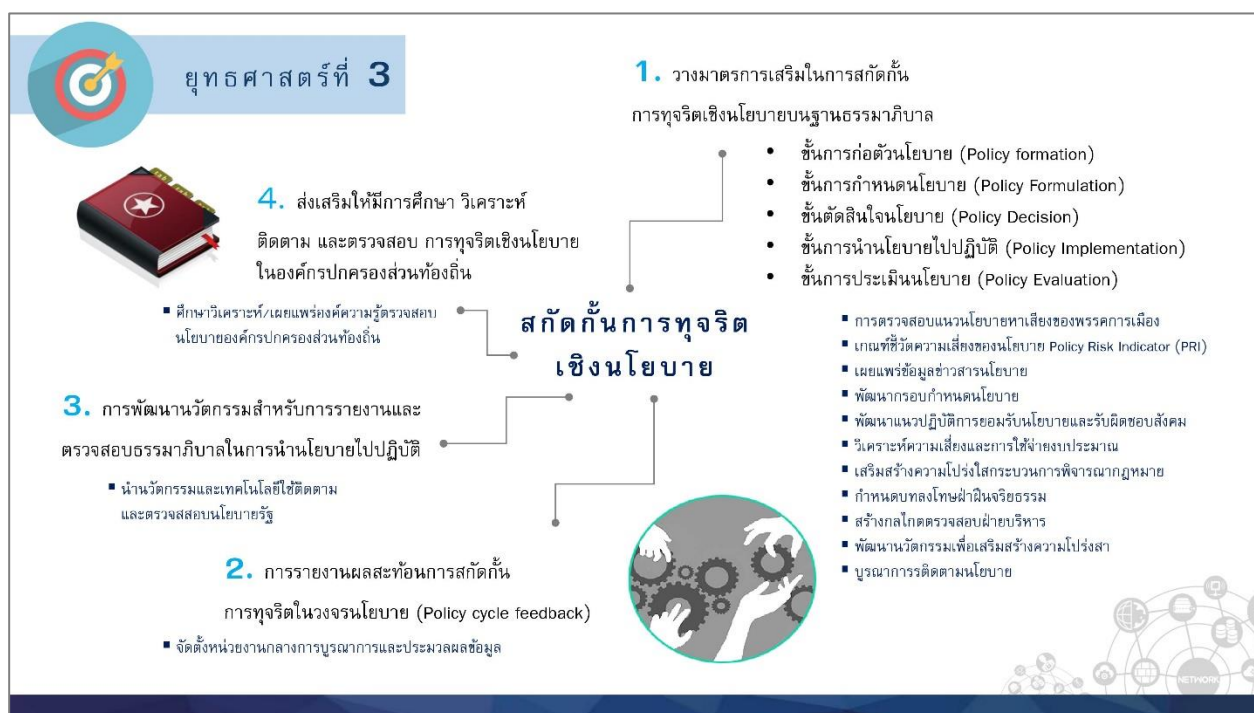 ยุทธศาสตร์ที่ 3
1. วางมาตรการเสริมในการสกัดกั้น
การทุจริตเชิงนโยบายบนฐานธรรมาภิบาล
• ขั้นการก่อตัวนโยบาย (Policy formation)
• ขั้นการกำหนดนโยบาย (Policy Formulation)
• ขั้นตัดสินใจนโยบาย (Policy Decision)
• ขั้นการนำนโยบายไปปฏิบัติ (Policy Implementation)
• ขั้นการประเมินนโยบาย (Policy Evaluation)
▪ การตรวจสอบแนวนโยบายหาเสียงของพรรคการเมือง
▪ เกณฑ์ชี้วัดความเสี่ยงของนโยบาย Policy Risk Indicator (PRI)
▪ เผยแพร่ข้อมูลข่าวสารนโยบาย
▪ พัฒนากรอบกำหนดนโยบาย
▪ พัฒนาแนวปฏิบัติการยอมรับนโยบายและรับผิดชอบสังคม
▪ วิเคราะห์ความเสี่ยงและการใช้จ่ายงบประมาณ
▪ เสริมสร้างความโปร่งใสกระบวนการพิจารณากฎหมาย
▪ กำหนดบทลงโทษฝ่าฝืนจริยธรรม
▪ สร้างกลไกตตรวจสอบฝ่ายบริหาร
▪ พัฒนานวัตกรรมเพื่อเสริมสร้างความโปร่งสา
▪ บูรณาการรติดตามนโยบาย
4. ส่งเสริมให้มีการศึกษา วิเคราะห์
ติดตาม และตรวจสอบ การทุจริตเชิงนโยบาย
ในองค์กรปกครองส่วนท้องถิ่น
▪ ศึกษาวิเคราะห์/เผยแพร่องค์ความรู้ตรวจสอบ
นโยบายองค์กรปกครองส่วนท้องถิ่น
สกัดกั้นการทุจริต
เชิงนโยบาย
3. การพัฒนานวัตกรรมสำหรับการรายงานและ
ตรวจสอบธรรมาภิบาลในการนำนโยบายไปปฏิบัติ
▪ นำนวัตกรรมและเทคโนโลยีใช้ติดตาม
และตรวจสสอบนโยบายรัฐ
2. การรายงานผลสะท้อนการสกัดกั้น
การทุจริตในวงจรนโยบาย (Policy cycle feedback)
▪ จัดตั้งหน่วยงานกลางการบูรณาการและประมวลผลข้อมูล
NETWORK